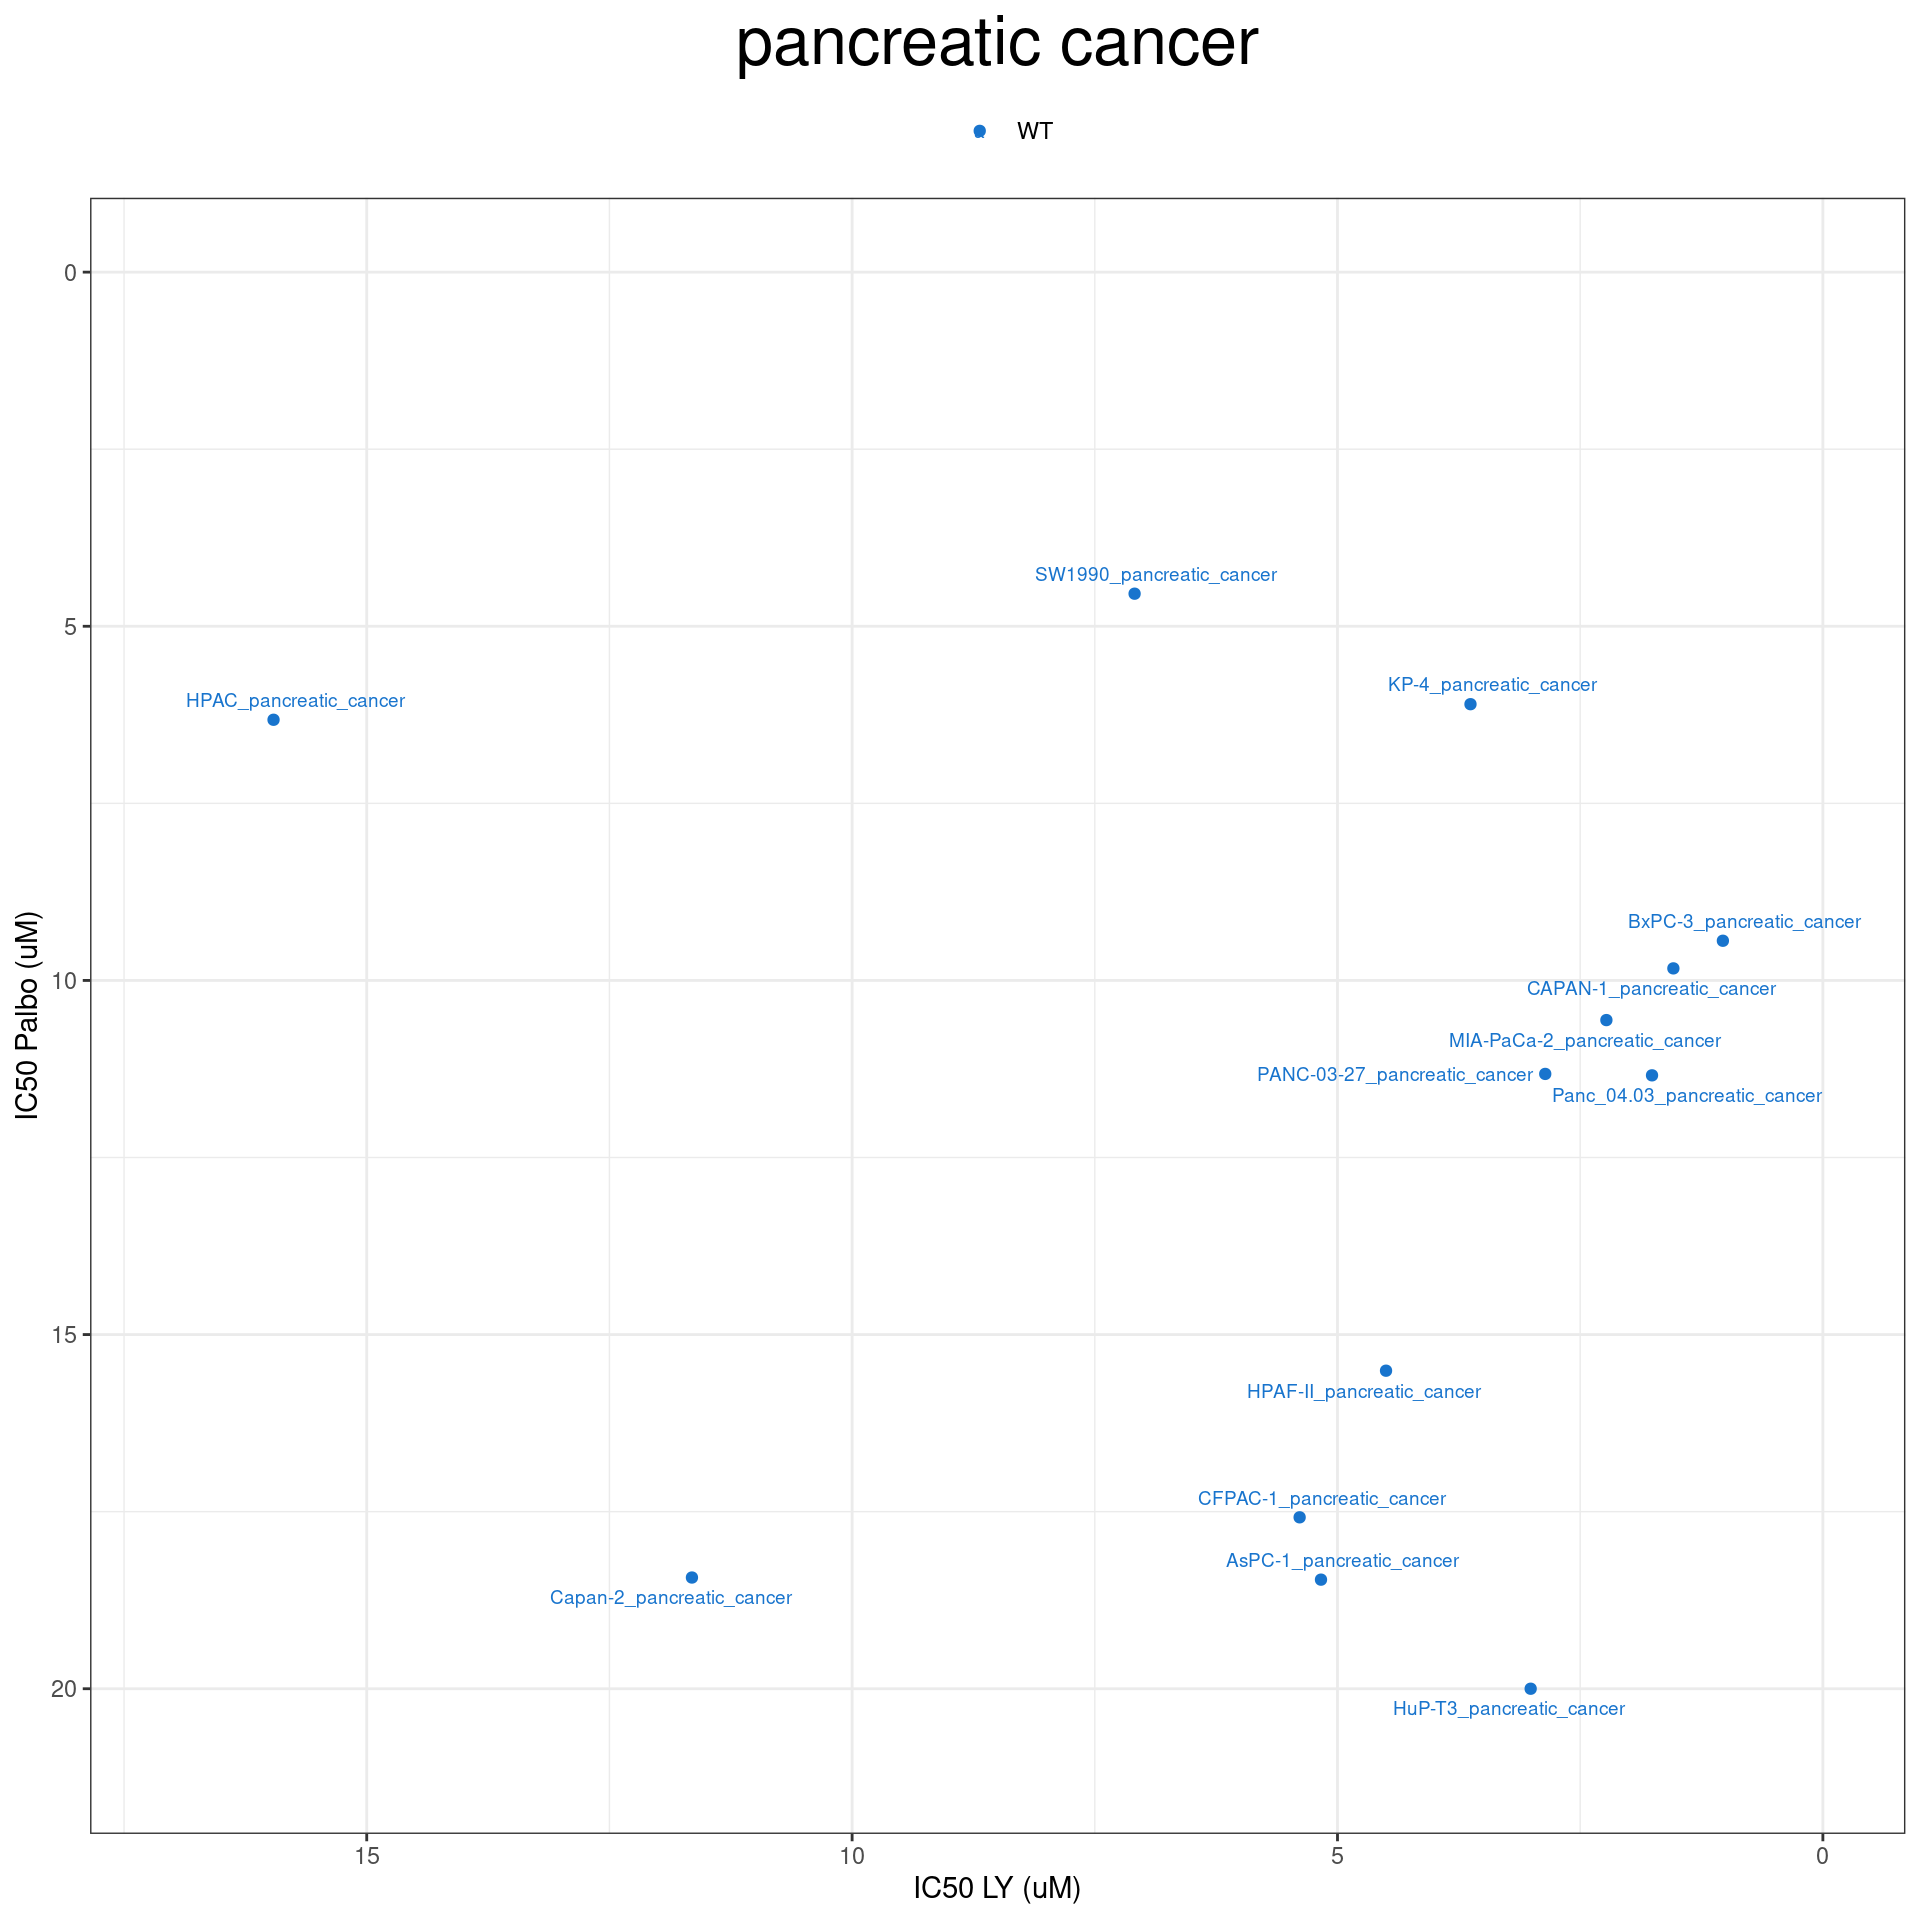 pancreatic cancer
WT
0
SW1990_pancreatic_cancer
5
KP-4_pancreatic_cancer
HPAC_pancreatic_cancer
BxPC-3_pancreatic_cancer
10
CAPAN-1_pancreatic_cancer
MIA-PaCa-2_pancreatic_cancer
PANC-03-27_pancreatic_cancer
Panc_04.03_pancreatic_cancer
IC50 Palbo (uM)
15
HPAF-II_pancreatic_cancer
CFPAC-1_pancreatic_cancer
AsPC-1_pancreatic_cancer
Capan-2_pancreatic_cancer
20
HuP-T3_pancreatic_cancer
15 10 5 0
IC50 LY (uM)